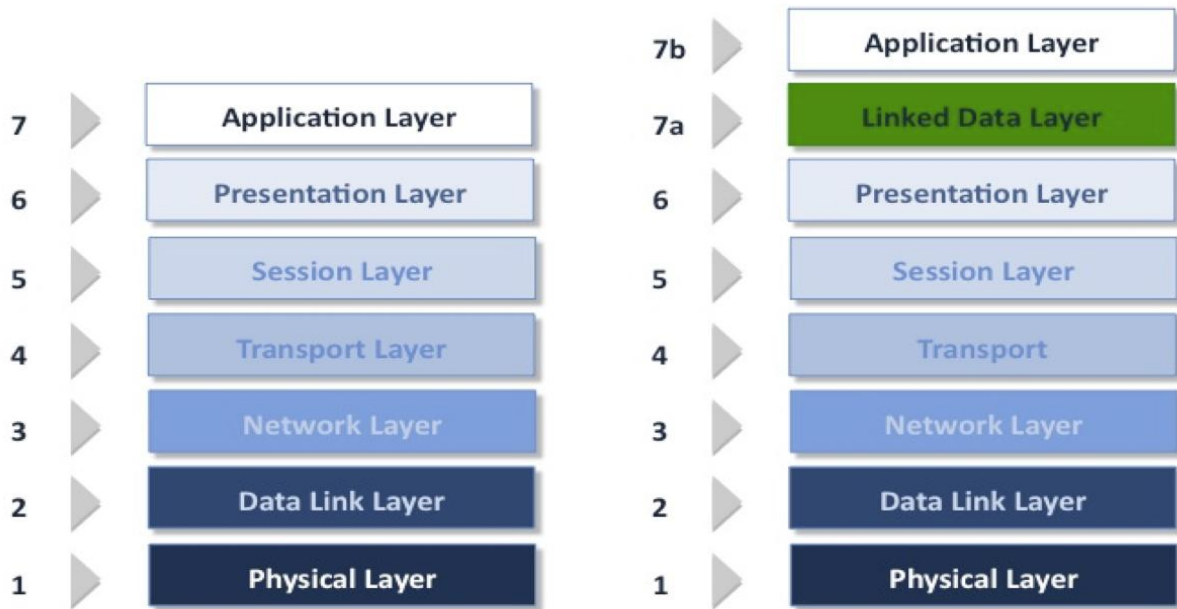 7 Application Layer
6 Presentation Layer
5 Session Layer
4 Transport Layer
3 Network Layer
2 Data Link Layer
1 Physical Layer
7b Application Layer
7a Linked Data Layer
6 Presentation Layer
5 Session Layer
4 Transport
3 Network Layer
2 Data Link Layer
1 Physical Layer